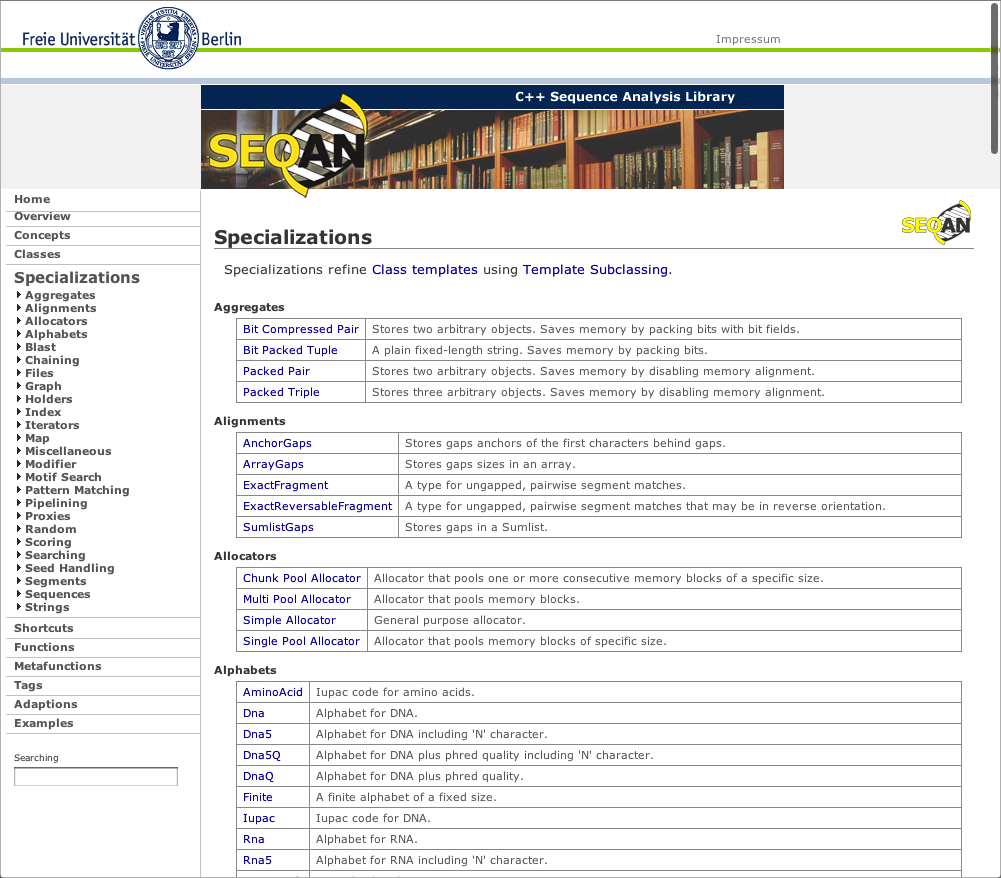 Freie Universität Berlin
Impressum
C++ Sequence Analysis Library
SEQAN
Home
Overview
Concepts
Classes
Specializations
Aggregates
Alignments
Allocators
Alphabets
Blast
Chaining
Files
Graph
Holders
Index
Iterators
Map
Miscellaneous
Modifier
Motif Search
Pattern Matching
Pipelining
Proxies
Random
Scoring
Searching
Seed Handling
Segments
Sequences
Strings
Shortcuts
Functions
Metafunctions
Tags
Adaptions
Examples
Searching
SEQAN
Specializations
Specializations refine Class templates using Template Subclassing.
Aggregates
Bit Compressed Pair Stores two arbitrary objects. Saves memory by packing bits with bit fields.
Bit Packed Tuple A plain fixed-length string. Saves memory by packing bits.
Packed Pair Stores two arbitrary objects. Saves memory by disabling memory alignment.
Packed Triple Stores three arbitrary objects. Saves memory by disabling memory alignment.
Alignments
AnchorGaps Stores gaps anchors of the first characters behind gaps.
ArrayGaps Stores gaps sizes in an array.
ExactFragment A type for ungapped, pairwise segment matches.
ExactReversableFragment A type for ungapped, pairwise segment matches that may be in reverse orientation.
SumlistGaps Stores gaps in a Sumlist.
Allocators
Chunk Pool Allocator Allocator that pools one or more consecutive memory blocks of a specific size.
Multi Pool Allocator Allocator that pools memory blocks.
Simple Allocator General purpose allocator.
Single Pool Allocator Allocator that pools memory blocks of specific size.
Alphabets
AminoAcid Iupac code for amino acids.
Dna Alphabet for DNA.
Dna5 Alphabet for DNA including 'N' character.
Dna5Q Alphabet for DNA plus phred quality including 'N' character.
DnaQ Alphabet for DNA plus phred quality.
Finite A finite alphabet of a fixed size.
Iupac Iupac code for DNA.
Rna Alphabet for RNA.
Rna5 Alphabet for RNA including 'N' character.